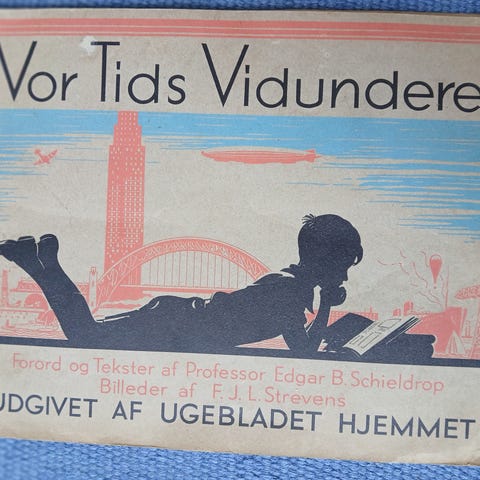 Vor Tids Vidundere
Forord og Tekster af Professor Edgar B. Schieldrop
Billeder af F. J. L. Strevens
UDGIVET AF UGEBLADET HJEMMET